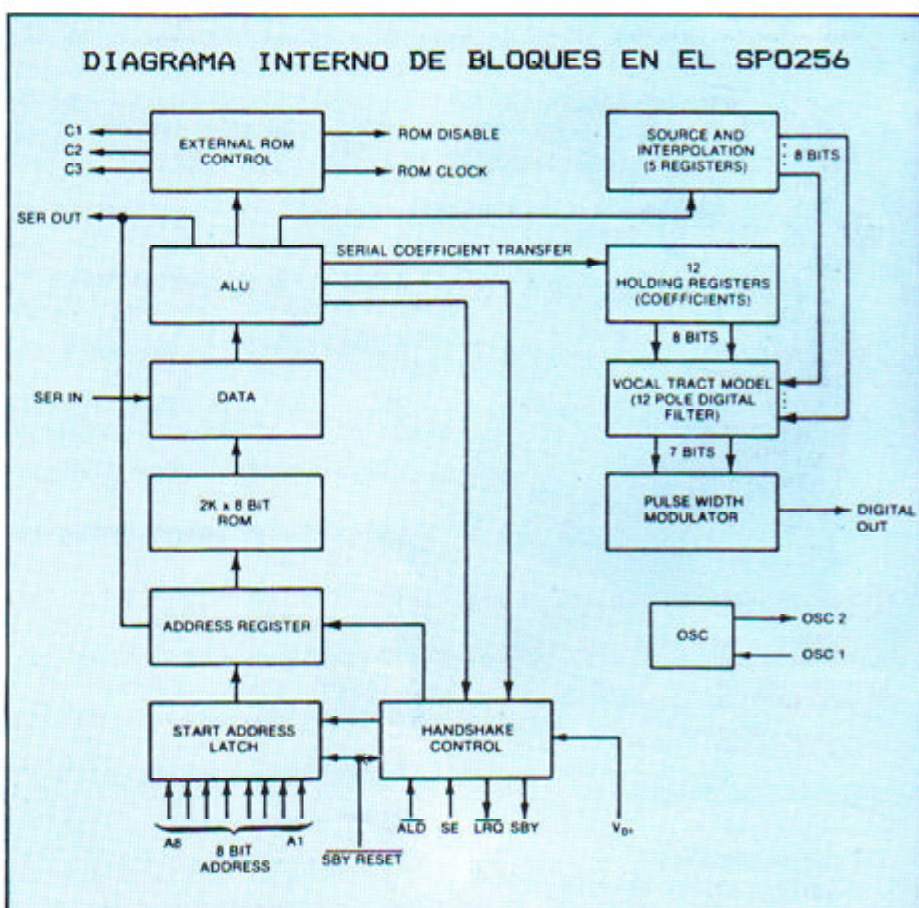 DIAGRAMA INTERNO DE BLOQUES EN EL SP0256
C1
C2
C3
EXTERNAL ROM
CONTROL
ROM DISABLE
ROM CLOCK
SOURCE AND
INTERPOLATION
(5 REGISTERS)
8 BITS
SER OUT
ALU
SERIAL COEFFICIENT TRANSFER
12
HOLDING REGISTERS
(COEFFICIENTS)
8 BITS
SER IN
DATA
VOCAL TRACT MODEL
(12 POLE DIGITAL
FILTER)
7 BITS
2K x 8 BIT
ROM
PULSE WIDTH
MODULATOR
DIGITAL
OUT
ADDRESS REGISTER
OSC
OSC 2
OSC 1
START ADDRESS
LATCH
HANDSHAKE
CONTROL
A8
8 BIT
ADDRESS
A1
SBY RESET
ALD
SE
LRQ
SBY